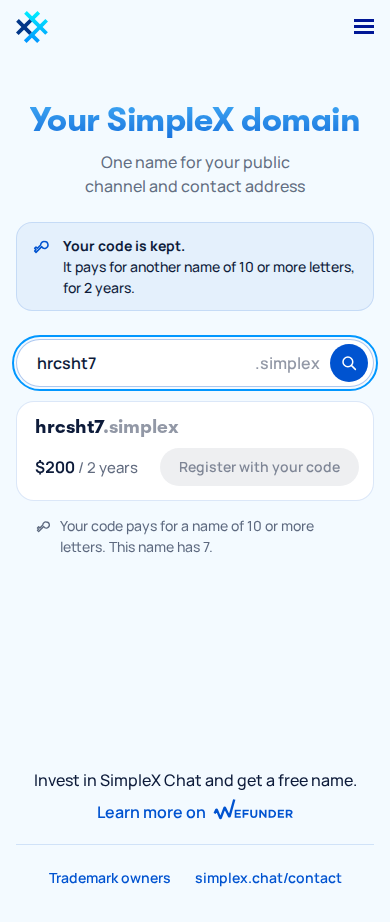 Your SimpleX domain
One name for your public
channel and contact address
Your code is kept.
It pays for another name of 10 or more letters,
for 2 years.
hrcsht7 .simplex
hrcsht7.simplex
$200 / 2 years Register with your code
Your code pays for a name of 10 or more
letters. This name has 7.
Invest in SimpleX Chat and get a free name.
Learn more on WEFUNDER
Trademark owners simplex.chat/contact